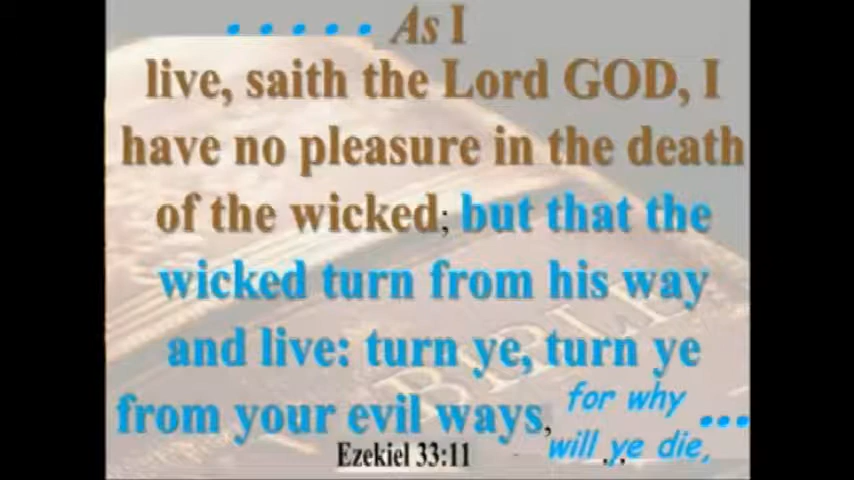 ..... As I
live, saith the Lord GOD, I
have no pleasure in the death
of the wicked; but that the
wicked turn from his way
and live: turn ye, turn ye
from your evil ways, for why
will ye die, ...
Ezekiel 33:11
BIBLE